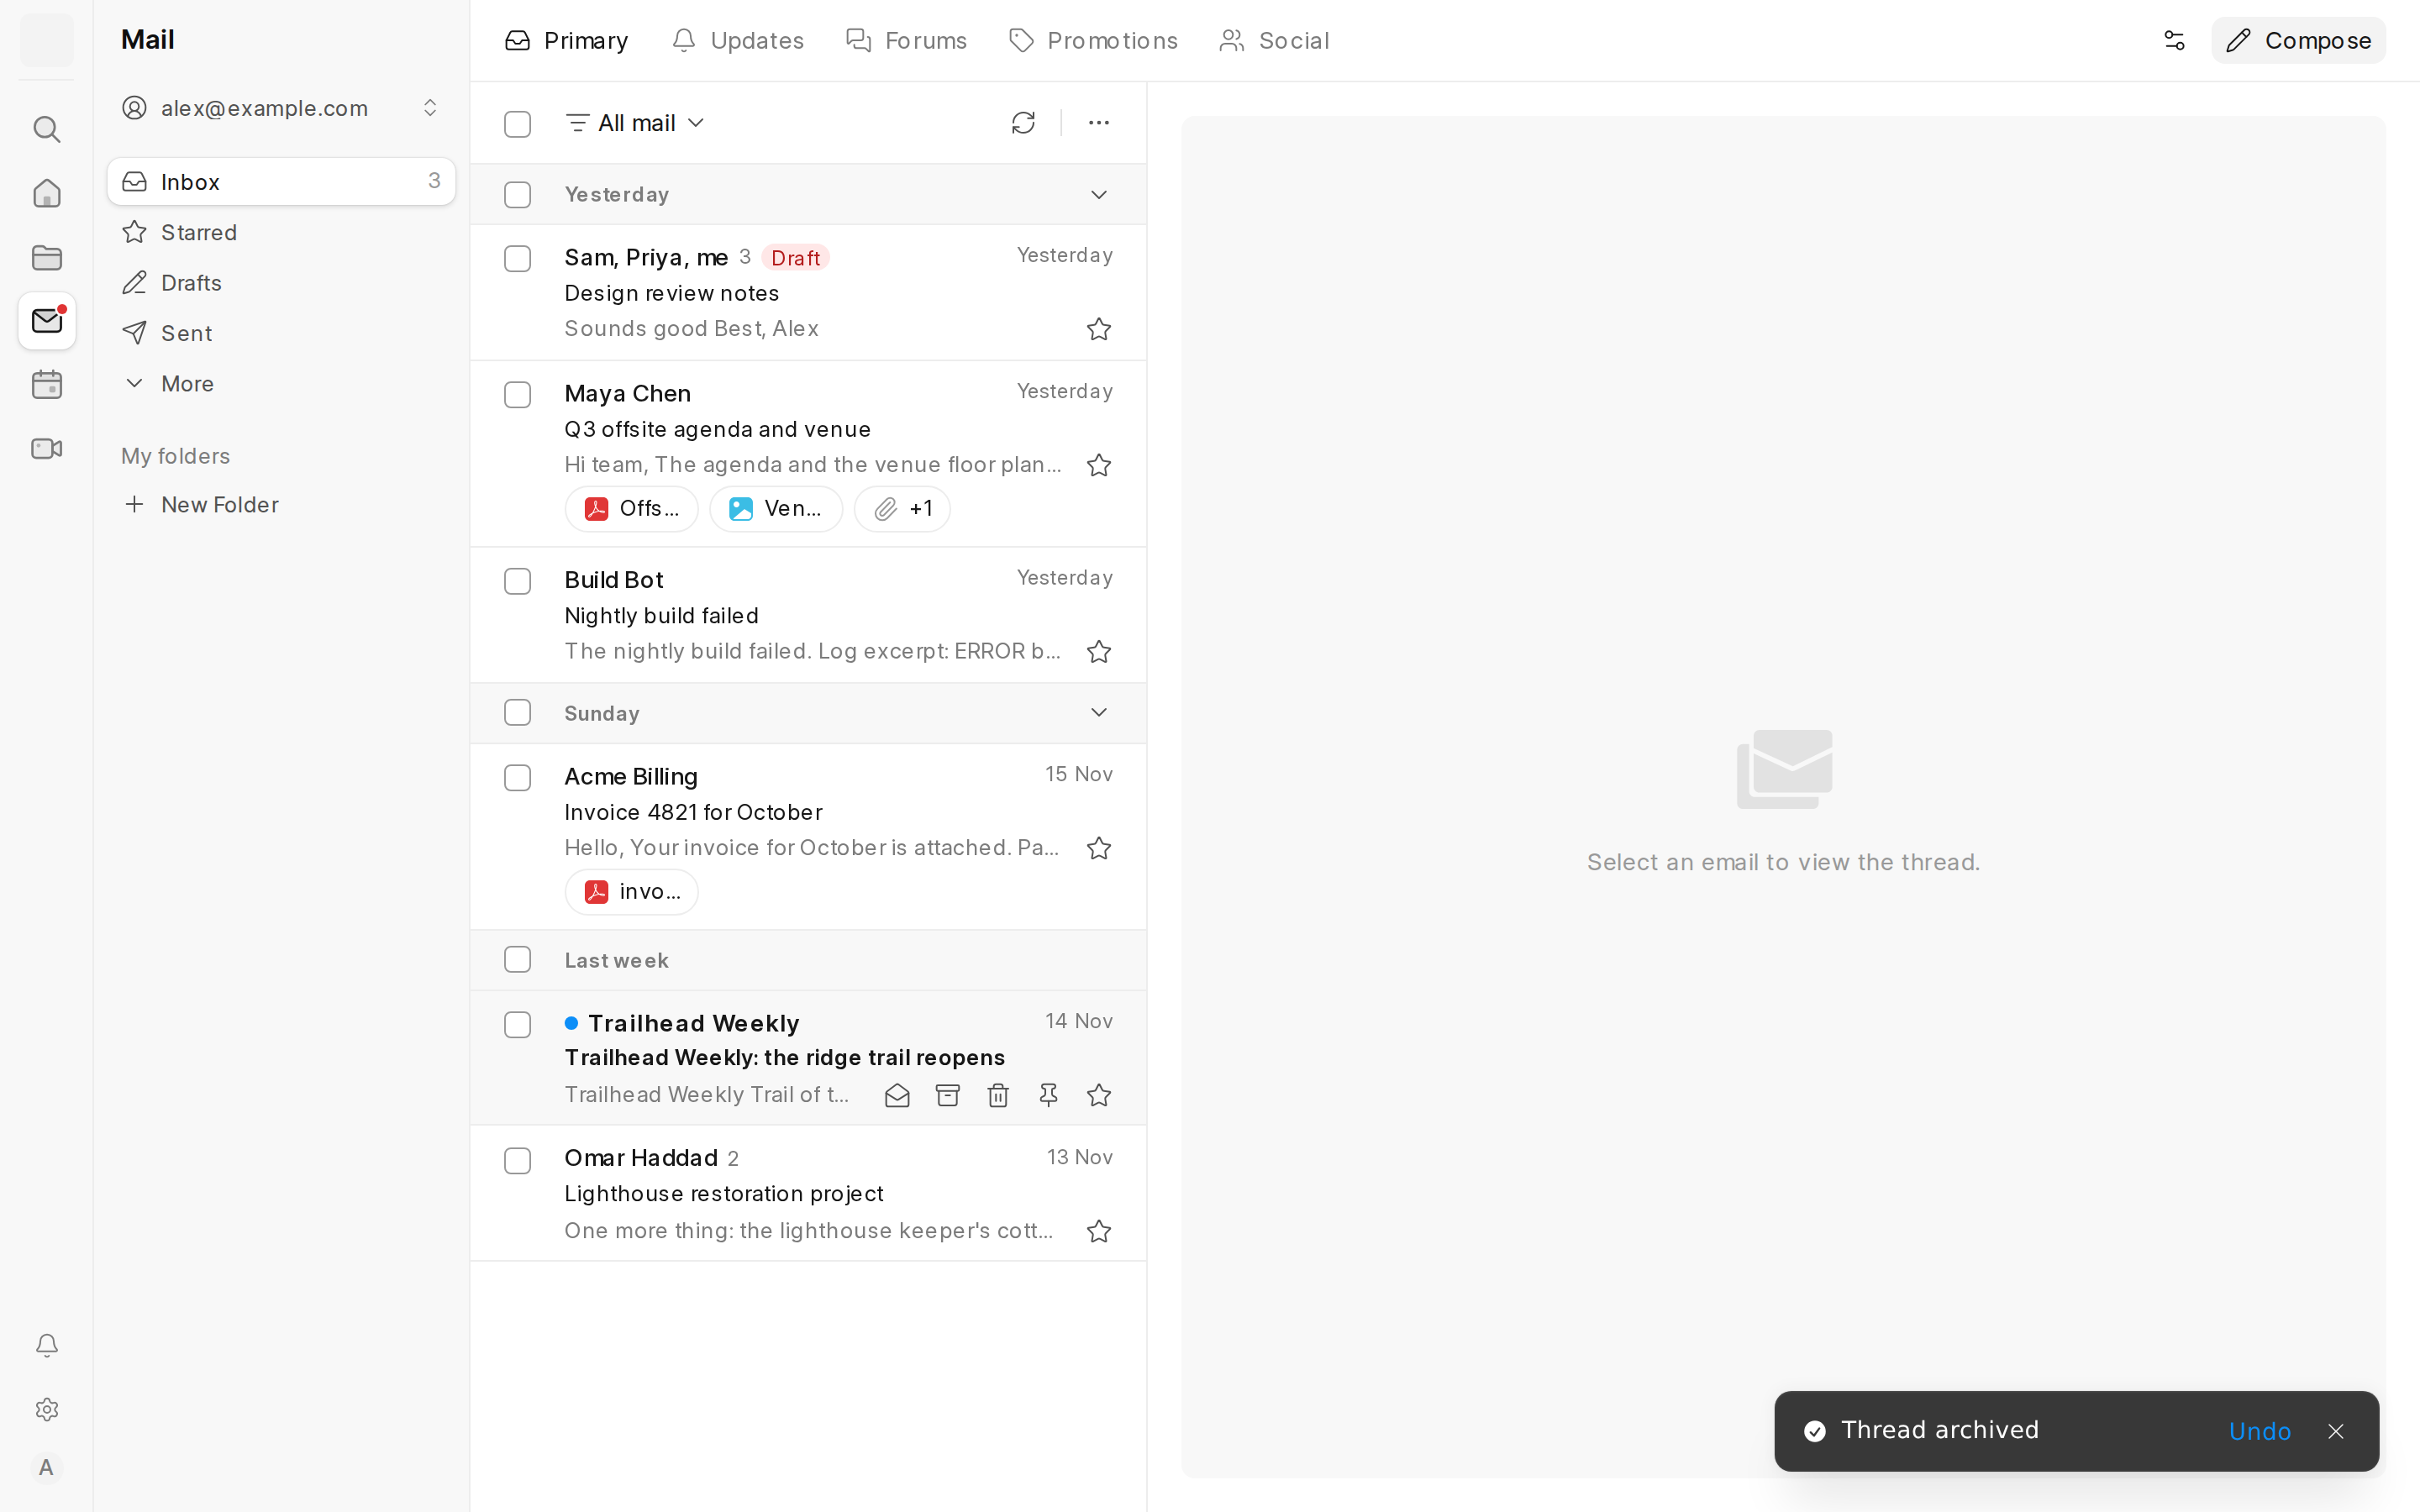 Mail
alex@example.com
Inbox 3
Starred
Drafts
Sent
More
My folders
New Folder
A
Primary Updates Forums Promotions Social
Compose
All mail
Yesterday
Sam, Priya, me 3 Draft Yesterday
Design review notes
Sounds good Best, Alex
Maya Chen Yesterday
Q3 offsite agenda and venue
Hi team, The agenda and the venue floor plan...
Offs... Ven... +1
Build Bot Yesterday
Nightly build failed
The nightly build failed. Log excerpt: ERROR b...
Sunday
Acme Billing 15 Nov
Invoice 4821 for October
Hello, Your invoice for October is attached. Pa...
invo...
Last week
Trailhead Weekly 14 Nov
Trailhead Weekly: the ridge trail reopens
Trailhead Weekly Trail of t...
Omar Haddad 2 13 Nov
Lighthouse restoration project
One more thing: the lighthouse keeper's cott...
Select an email to view the thread.
Thread archived Undo